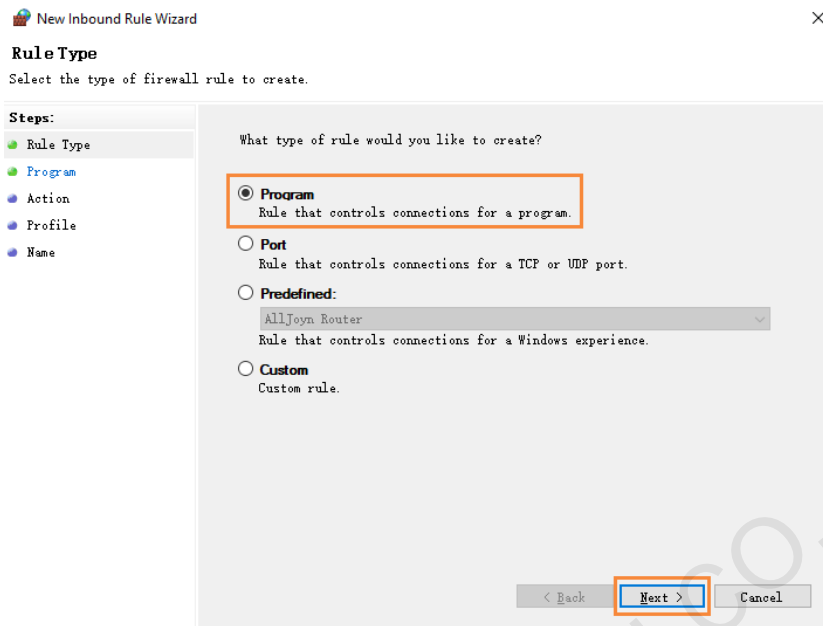 New Inbound Rule Wizard
Rule Type
Select the type of firewall rule to create.
Steps:
Rule Type
Program
Action
Profile
Name
What type of rule would you like to create?
Program
Rule that controls connections for a program.
Port
Rule that controls connections for a TCP or UDP port.
Predefined:
AllJoyn Router
Rule that controls connections for a Windows experience.
Custom
Custom rule.
< Back
Next >
Cancel